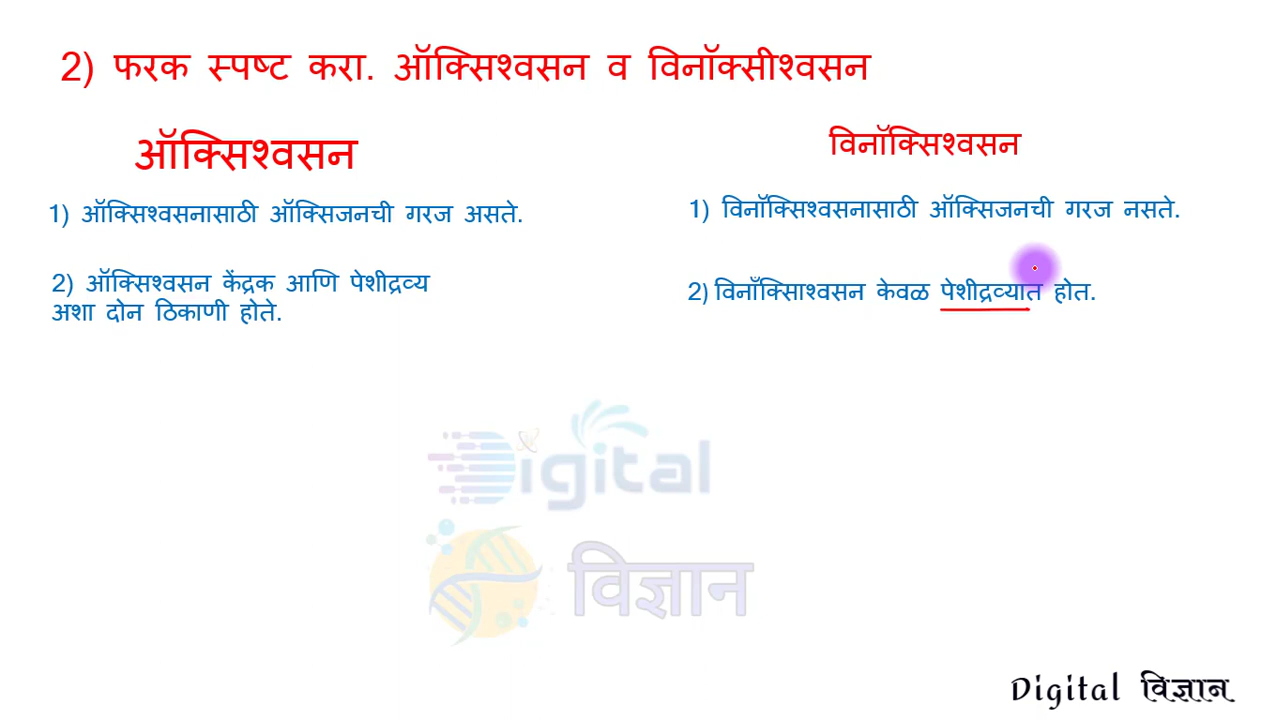 2) फरक स्पष्ट करा. ऑक्सिश्वसन व विनॉक्सीश्वसन
ऑक्सिश्वसन
1) ऑक्सिश्वसनासाठी ऑक्सिजनची गरज असते.
2) ऑक्सिश्वसन केंद्रक आणि पेशीद्रव्य
अशा दोन ठिकाणी होते.
विनॉक्सिश्वसन
1) विनॉक्सिश्वसनासाठी ऑक्सिजनची गरज नसते.
2) विनॉक्सिाश्वसन केवळ पेशीद्रव्यात होत.
Digital
विज्ञान
Digital विज्ञान